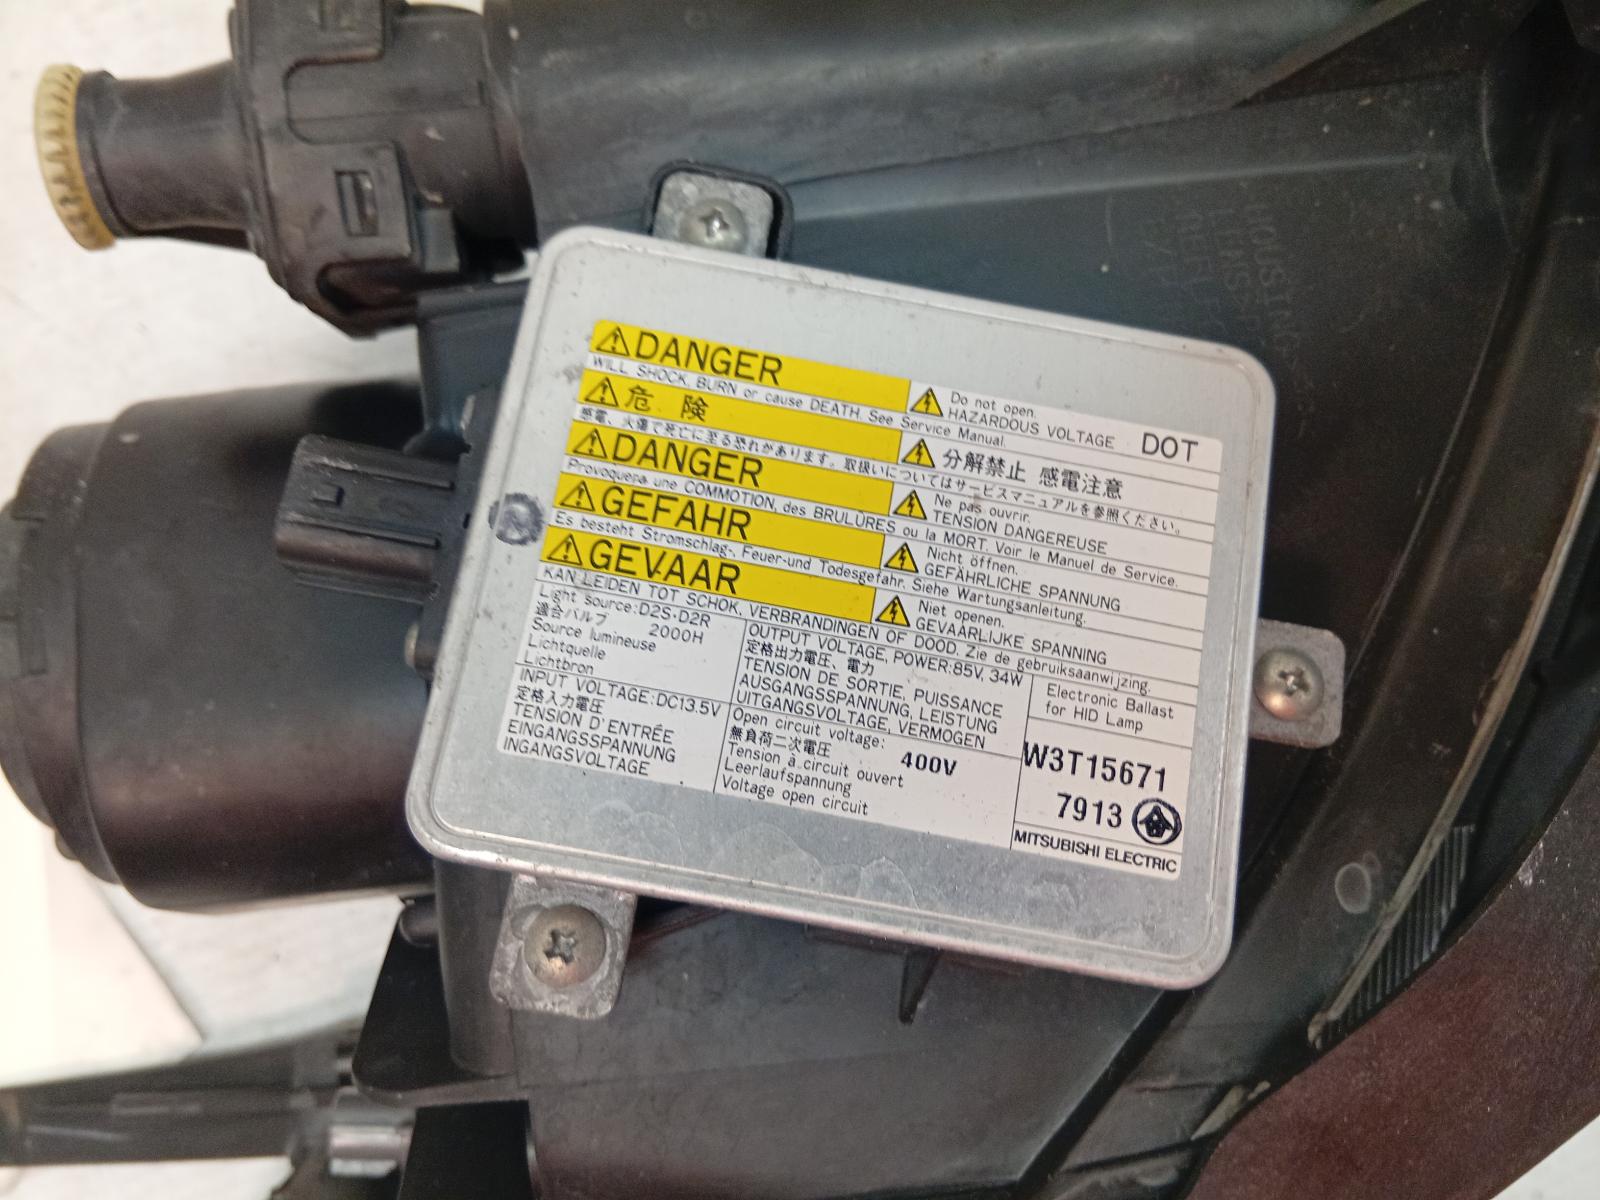 DANGER
WILL SHOCK, BURN or cause DEATH. See Service Manual.
Do not open.
HAZARDOUS VOLTAGE
DOT
危 険
感電、火傷で死亡に至る恐れがあります。取扱いについてはサービスマニュアルを参照ください。
分解禁止 感電注意
DANGER
Provoquera une COMMOTION, des BRULÛRES ou la MORT. Voir le Manuel de Service.
Ne pas ouvrir.
TENSION DANGEREUSE
GEFAHR
Es besteht Stromschlag-, Feuer-und Todesgefahr. Siehe Wartungsanleitung.
Nicht öffnen.
GEFÄHRLICHE SPANNUNG
GEVAAR
KAN LEIDEN TOT SCHOK, VERBRANDINGEN OF DOOD. Zie de gebruiksaanwijzing.
Niet openen.
GEVAARLIJKE SPANNING
Light source:D2S·D2R
適合バルブ 2000H
Source lumineuse
Lichtquelle
Lichtbron
INPUT VOLTAGE:DC13.5V
定格入力電圧
TENSION D'ENTRÉE
EINGANGSSPANNUNG
INGANGSVOLTAGE
OUTPUT VOLTAGE, POWER:85V, 34W
定格出力電圧、電力
TENSION DE SORTIE, PUISSANCE
AUSGANGSSPANNUNG, LEISTUNG
UITGANGSVOLTAGE, VERMOGEN
Open circuit voltage:
無負荷二次電圧 400V
Tension à circuit ouvert
Leerlaufspannung
Voltage open circuit
Electronic Ballast
for HID Lamp
W3T15671
7913
MITSUBISHI ELECTRIC
HOUSING